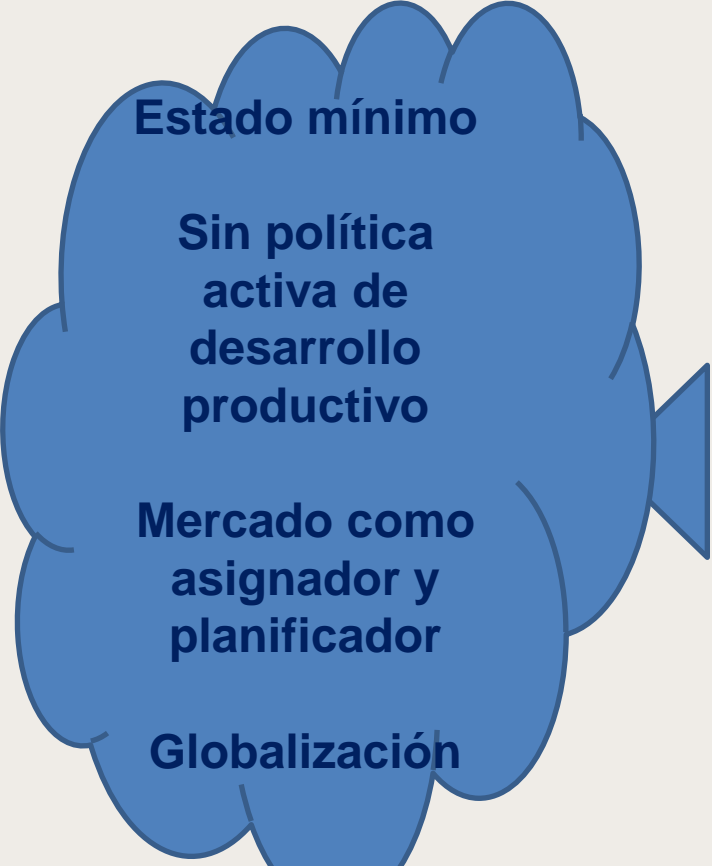 Estado mínimo
Sin política
activa de
desarrollo
productivo
Mercado como
asignador y
planificador
Globalización